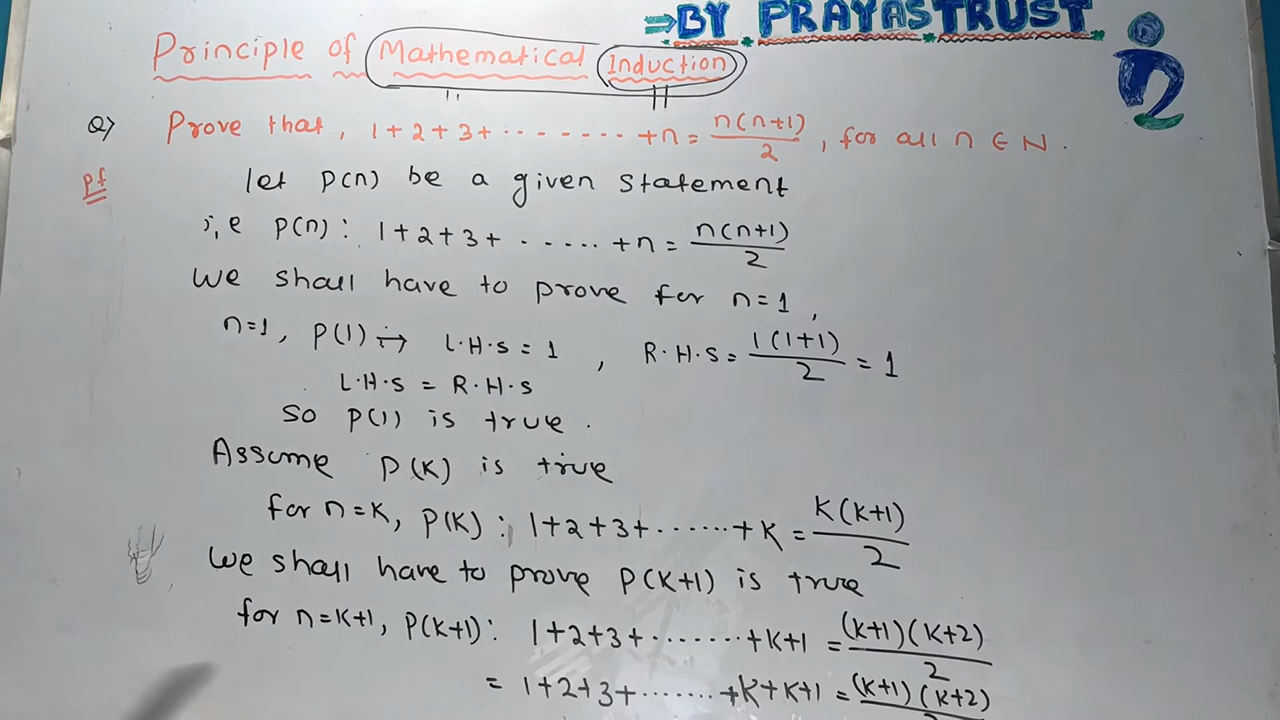 ⇒BY PRAYASTRUST
Principle of Mathematical Induction
Q) Prove that, 1+2+3+--------+n = n(n+1)/2, for all n ∈ N.
Pf let P(n) be a given statement
i,e P(n): 1+2+3+ ------ +n = n(n+1)/2
We shall have to prove for n=1,
n=1, P(1) ↦ L.H.S = 1 , R.H.S = 1(1+1)/2 = 1
L.H.S = R.H.S
So P(1) is true.
Assume P(K) is true
for n=K, P(K): 1+2+3+.......+K = K(K+1)/2
We shall have to prove P(K+1) is true
for n=K+1, P(K+1): 1+2+3+........+K+1 = (K+1)(K+2)/2
= 1+2+3+.......+K+K+1 = (K+1)(K+2)/2